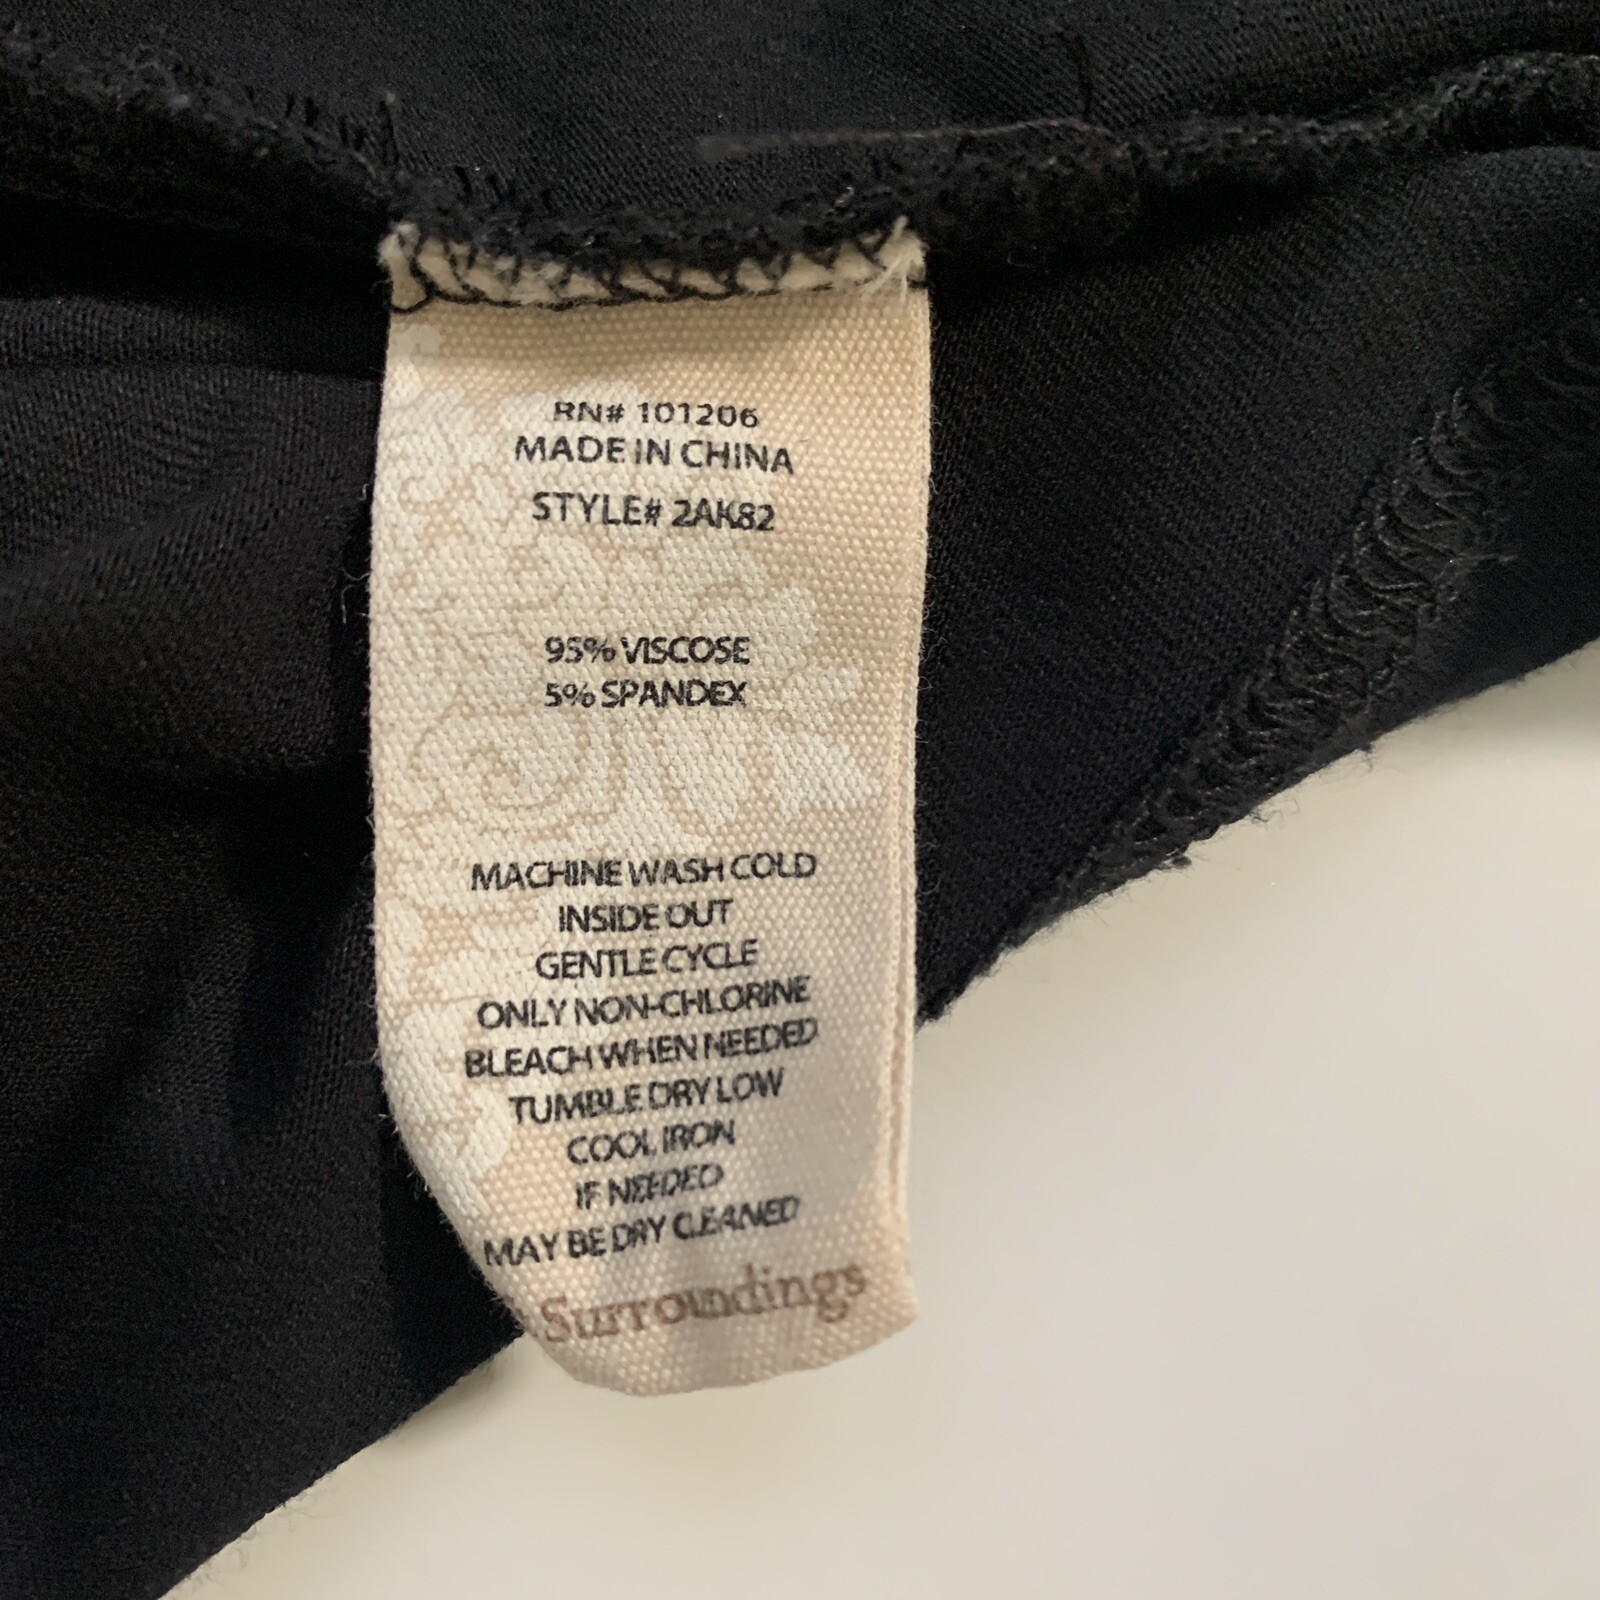 RN# 101206
MADE IN CHINA
STYLE# 2AK82
95% VISCOSE
5% SPANDEX
MACHINE WASH COLD
INSIDE OUT
GENTLE CYCLE
ONLY NON-CHLORINE
BLEACH WHEN NEEDED
TUMBLE DRY LOW
COOL IRON
IF NEEDED
MAY BE DRY CLEANED
Surroundings